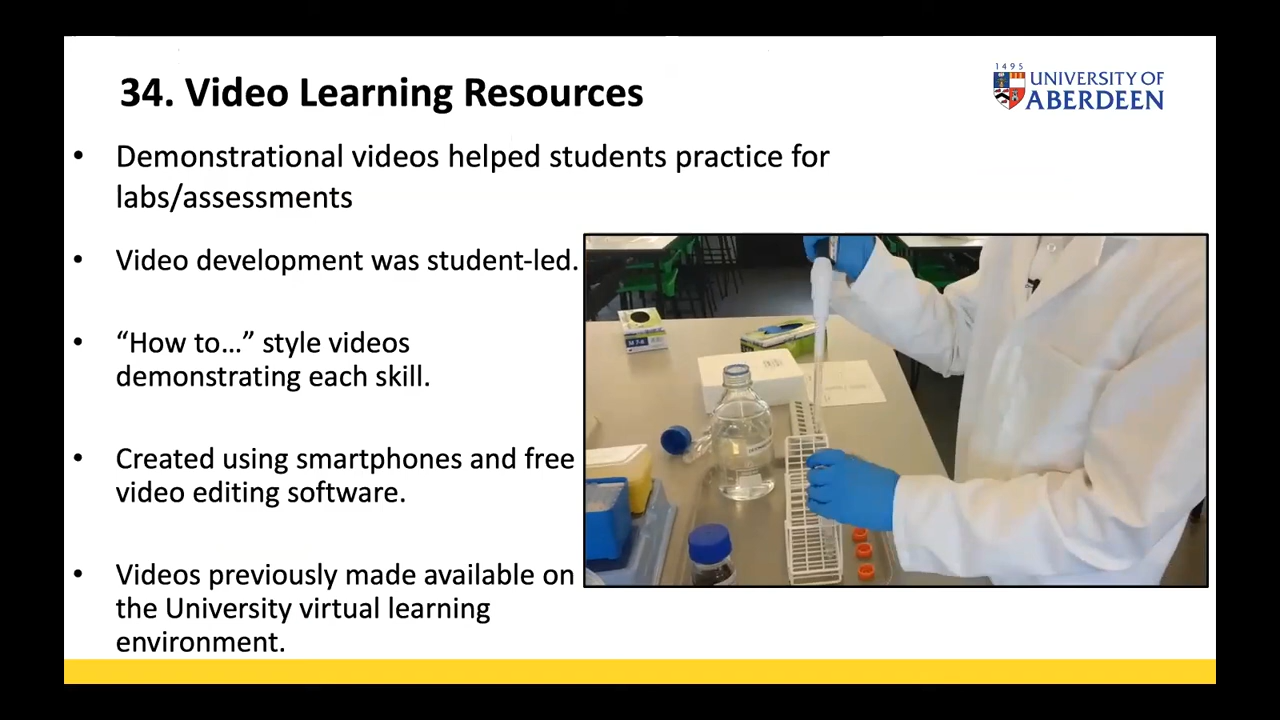 34. Video Learning Resources
1495
UNIVERSITY OF
ABERDEEN
• Demonstrational videos helped students practice for
labs/assessments
• Video development was student-led.
• “How to…” style videos
demonstrating each skill.
• Created using smartphones and free
video editing software.
• Videos previously made available on
the University virtual learning
environment.